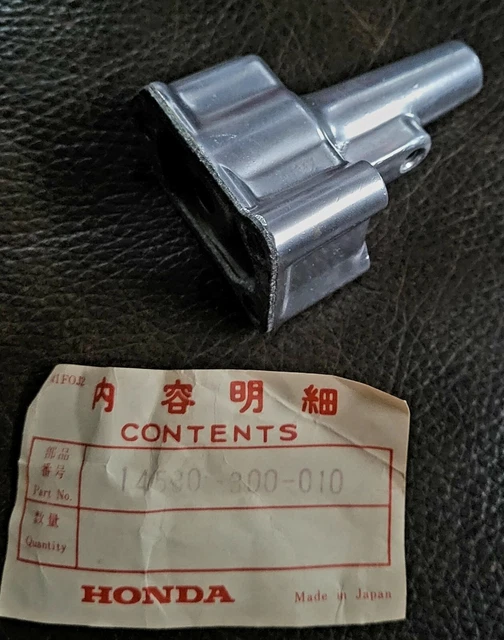 内容明細
CONTENTS
部品
番号
Part No.
14530-300-010
数量
Quantity
HONDA
Made in Japan